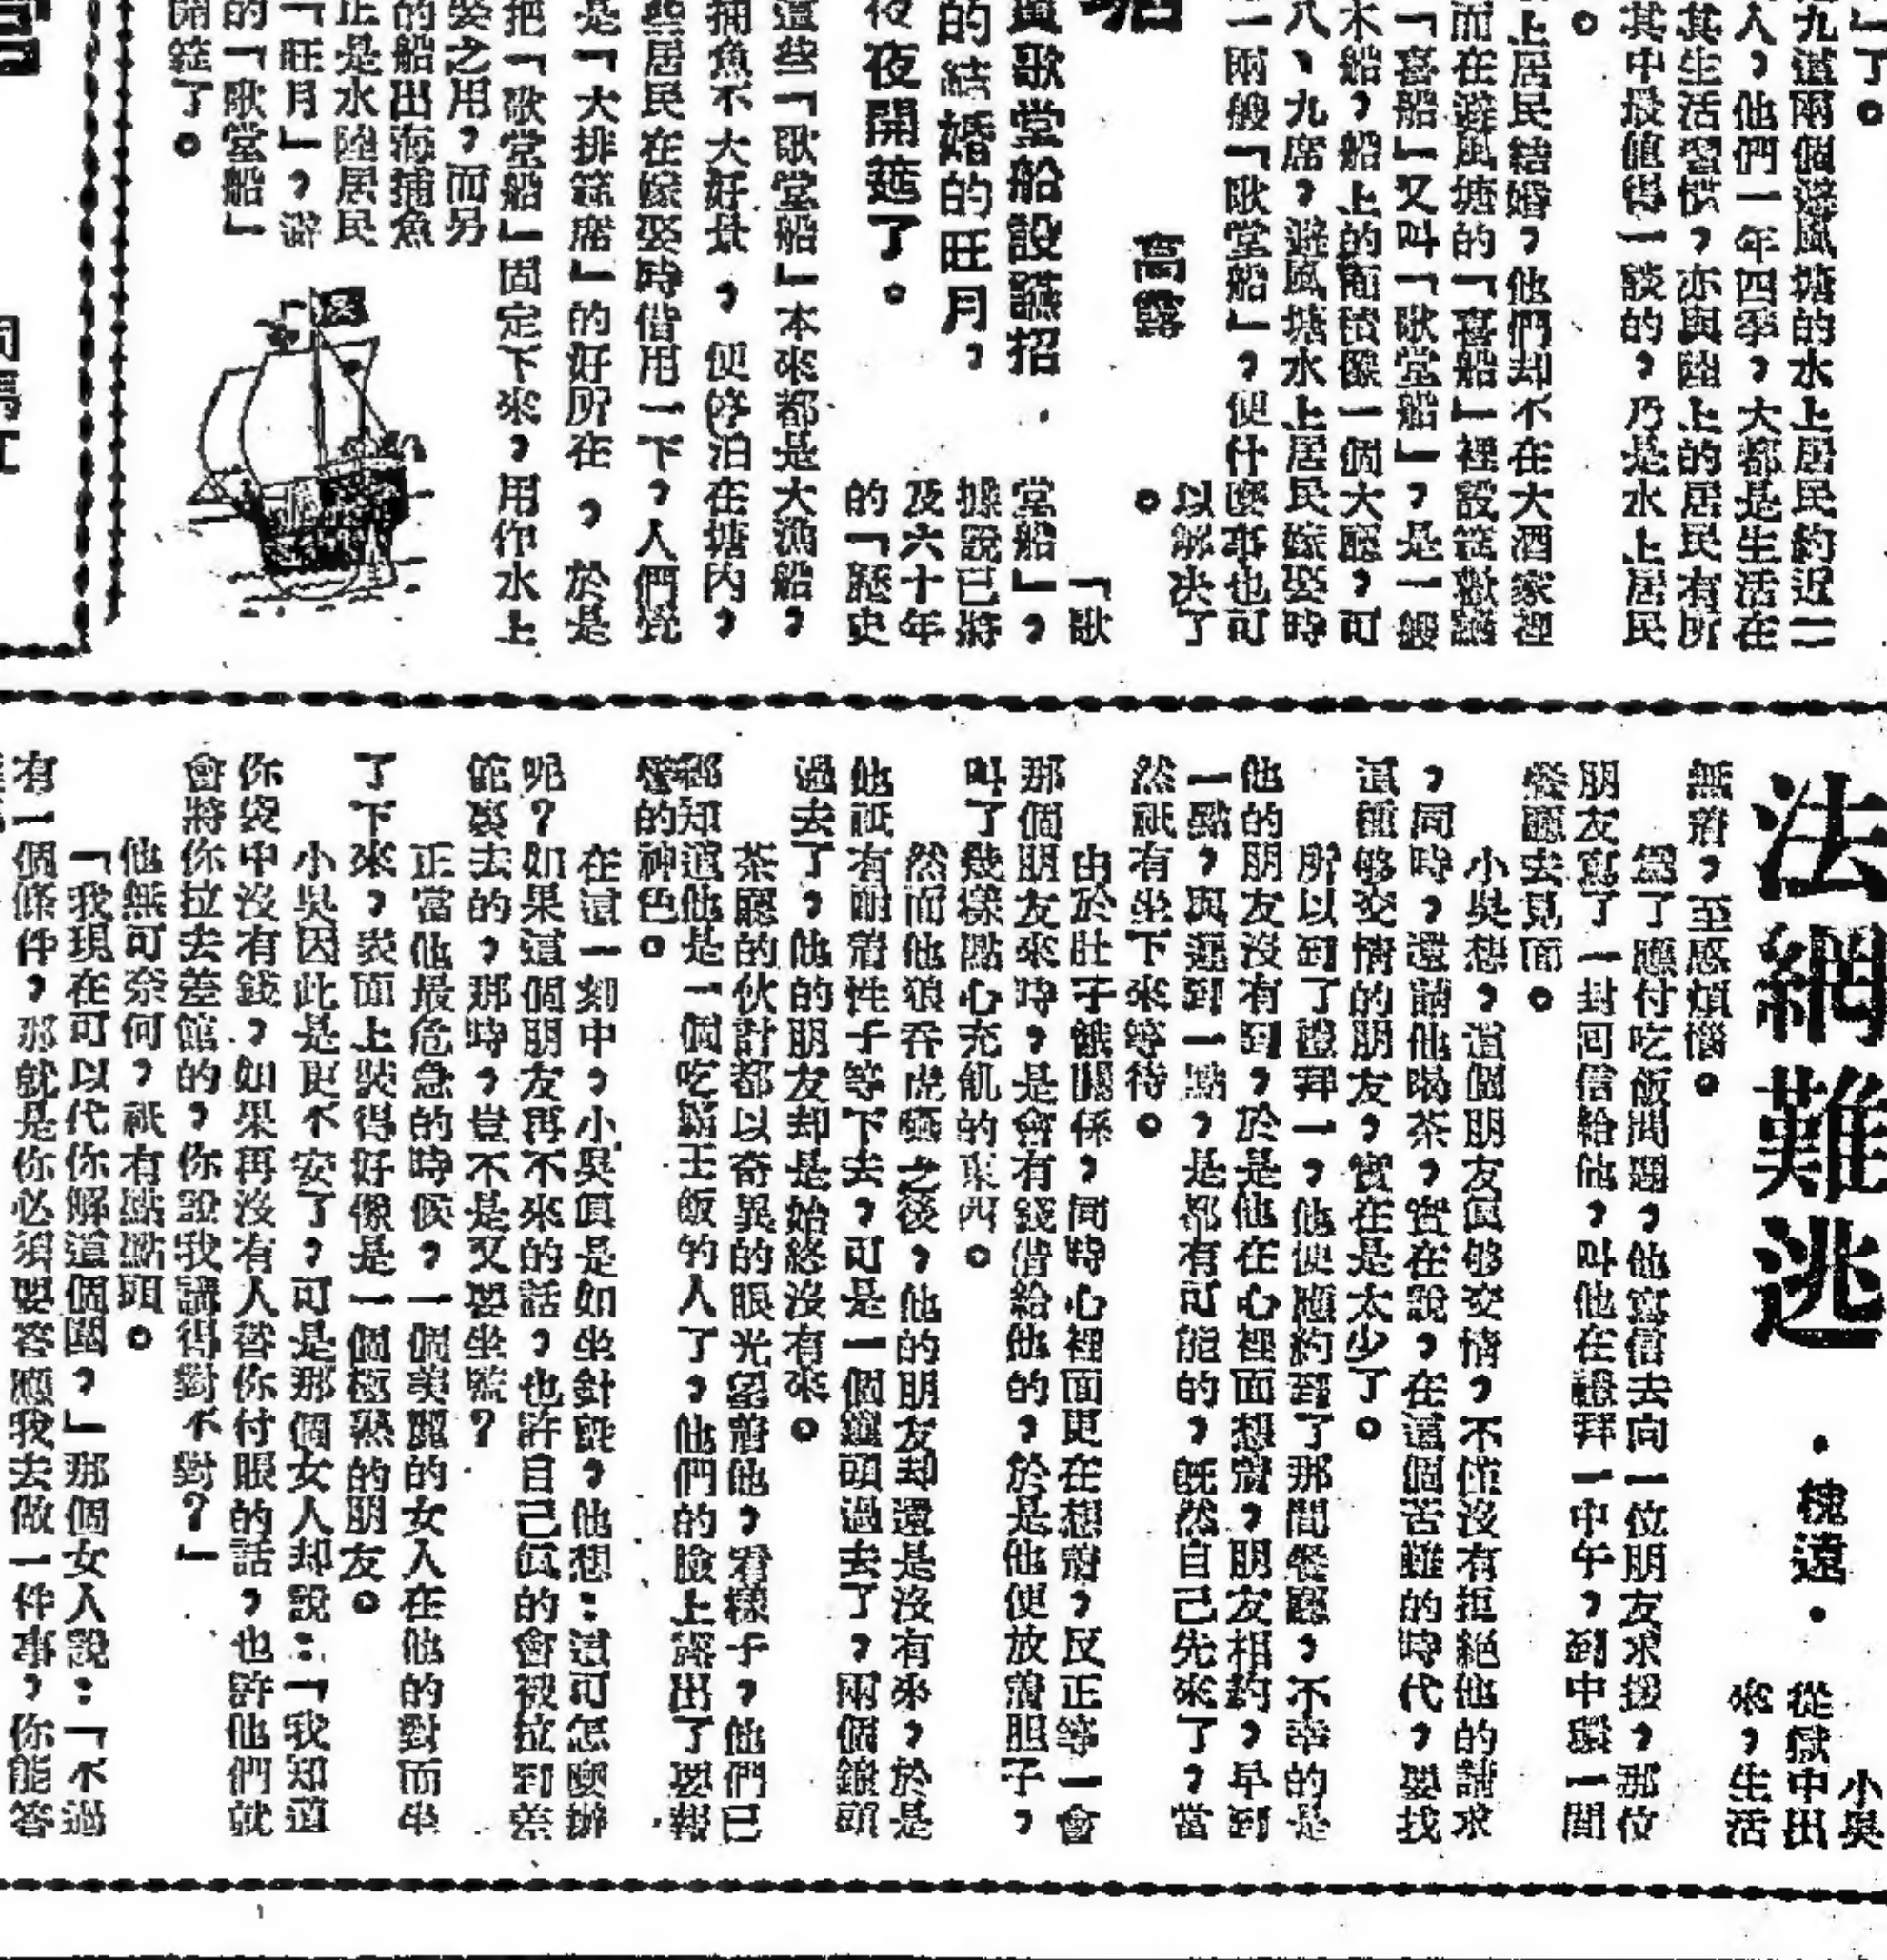 」了。
九這兩個避風塘的水上居民約近二
人,他們一年四季,大都是生活在
其生活習慣,亦與陸上的居民有所
其中最值得一談的,乃是水上居民
。
上居民結婚,他們却不在大酒家裡
而在避風塘的「喜船」裡設筵歡讌
「喜船」又叫「歌堂船」,是一艘
木船,船上的面積像一個大廳,可
八、九席,避風塘水上居民嫁娶時
一兩艘「歌堂船」,便什麼事也可
以解决了
。
塘
高露
與歌堂船設讌招
的結婚的旺月,
夜夜開筵了。
「歌
堂船」,
據說已將
及六十年
的「歷史
這些「歌堂船」本來都是大漁船,
捕魚不大好景,便停泊在塘內,
些居民在嫁娶時借用一下,人們覺
是「大排筵席」的好所在,於是
把「歌堂船」固定下來,用作水上
娶之用,而另
的船出海捕魚
正是水陸居民
「旺月」,避
的「歌堂船」
開筵了。
法網難逃
·槐遠·
小吳
從獄中出
來,生活
無着,至感煩惱。
爲了應付吃飯問題,他寫信去向一位朋友求援,那位
朋友寫了一封回信給他,叫他在禮拜一中午,到中環一間
餐廳去見面。
小吳想,這個朋友眞够交情,不僅沒有拒絕他的請求
,同時,還請他喝茶,實在說,在這個苦難的時代,要找
這種够交情的朋友,實在是太少了。
所以到了禮拜一,他便應約到了那間餐廳,不幸的是
他的朋友沒有到,於是他在心裡面想着,朋友相約,早到
一點,與遲到一點,是都有可能的,既然自己先來了,當
然祇有坐下來等待。
由於肚子餓關係,同時心裡面更在想着,反正等一會
那個朋友來時,是會有錢借給他的,於是他便放着胆子,
叫了幾樣點心充飢的東西。
然而他狼吞虎嚥之後,他的朋友却還是沒有來,於是
他祇有耐着性子等下去,可是一個鐘頭過去了,兩個鐘頭
過去了,他的朋友却是始終沒有來。
茶廳的伙計都以奇異的眼光望着他,看樣子,他們已
都知道他是一個吃霸王飯的人了,他們的臉上露出了要報
警的神色。
在這一刻中,小吳眞是如坐針氈,他想:這可怎麼辦
呢?如果這個朋友再不來的話,也許自己眞的會被拉到差
館裏去的,那時,豈不是又要坐監?
正當他最危急的時候,一個美麗的女人在他的對面坐
了下來,表面上裝得好像是一個極熟的朋友。
小吳因此是更不安了,可是那個女人却說:「我知道
你袋中沒有錢,如果再沒有人替你付賬的話,也許他們就
會將你拉去差館的,你說我講得對不對?」
他無可奈何,祇有點點頭。
「我現在可以代你解這個圍,」那個女人說:「不過
有一個條件,那就是你必須要答應我去做一件事,你能答